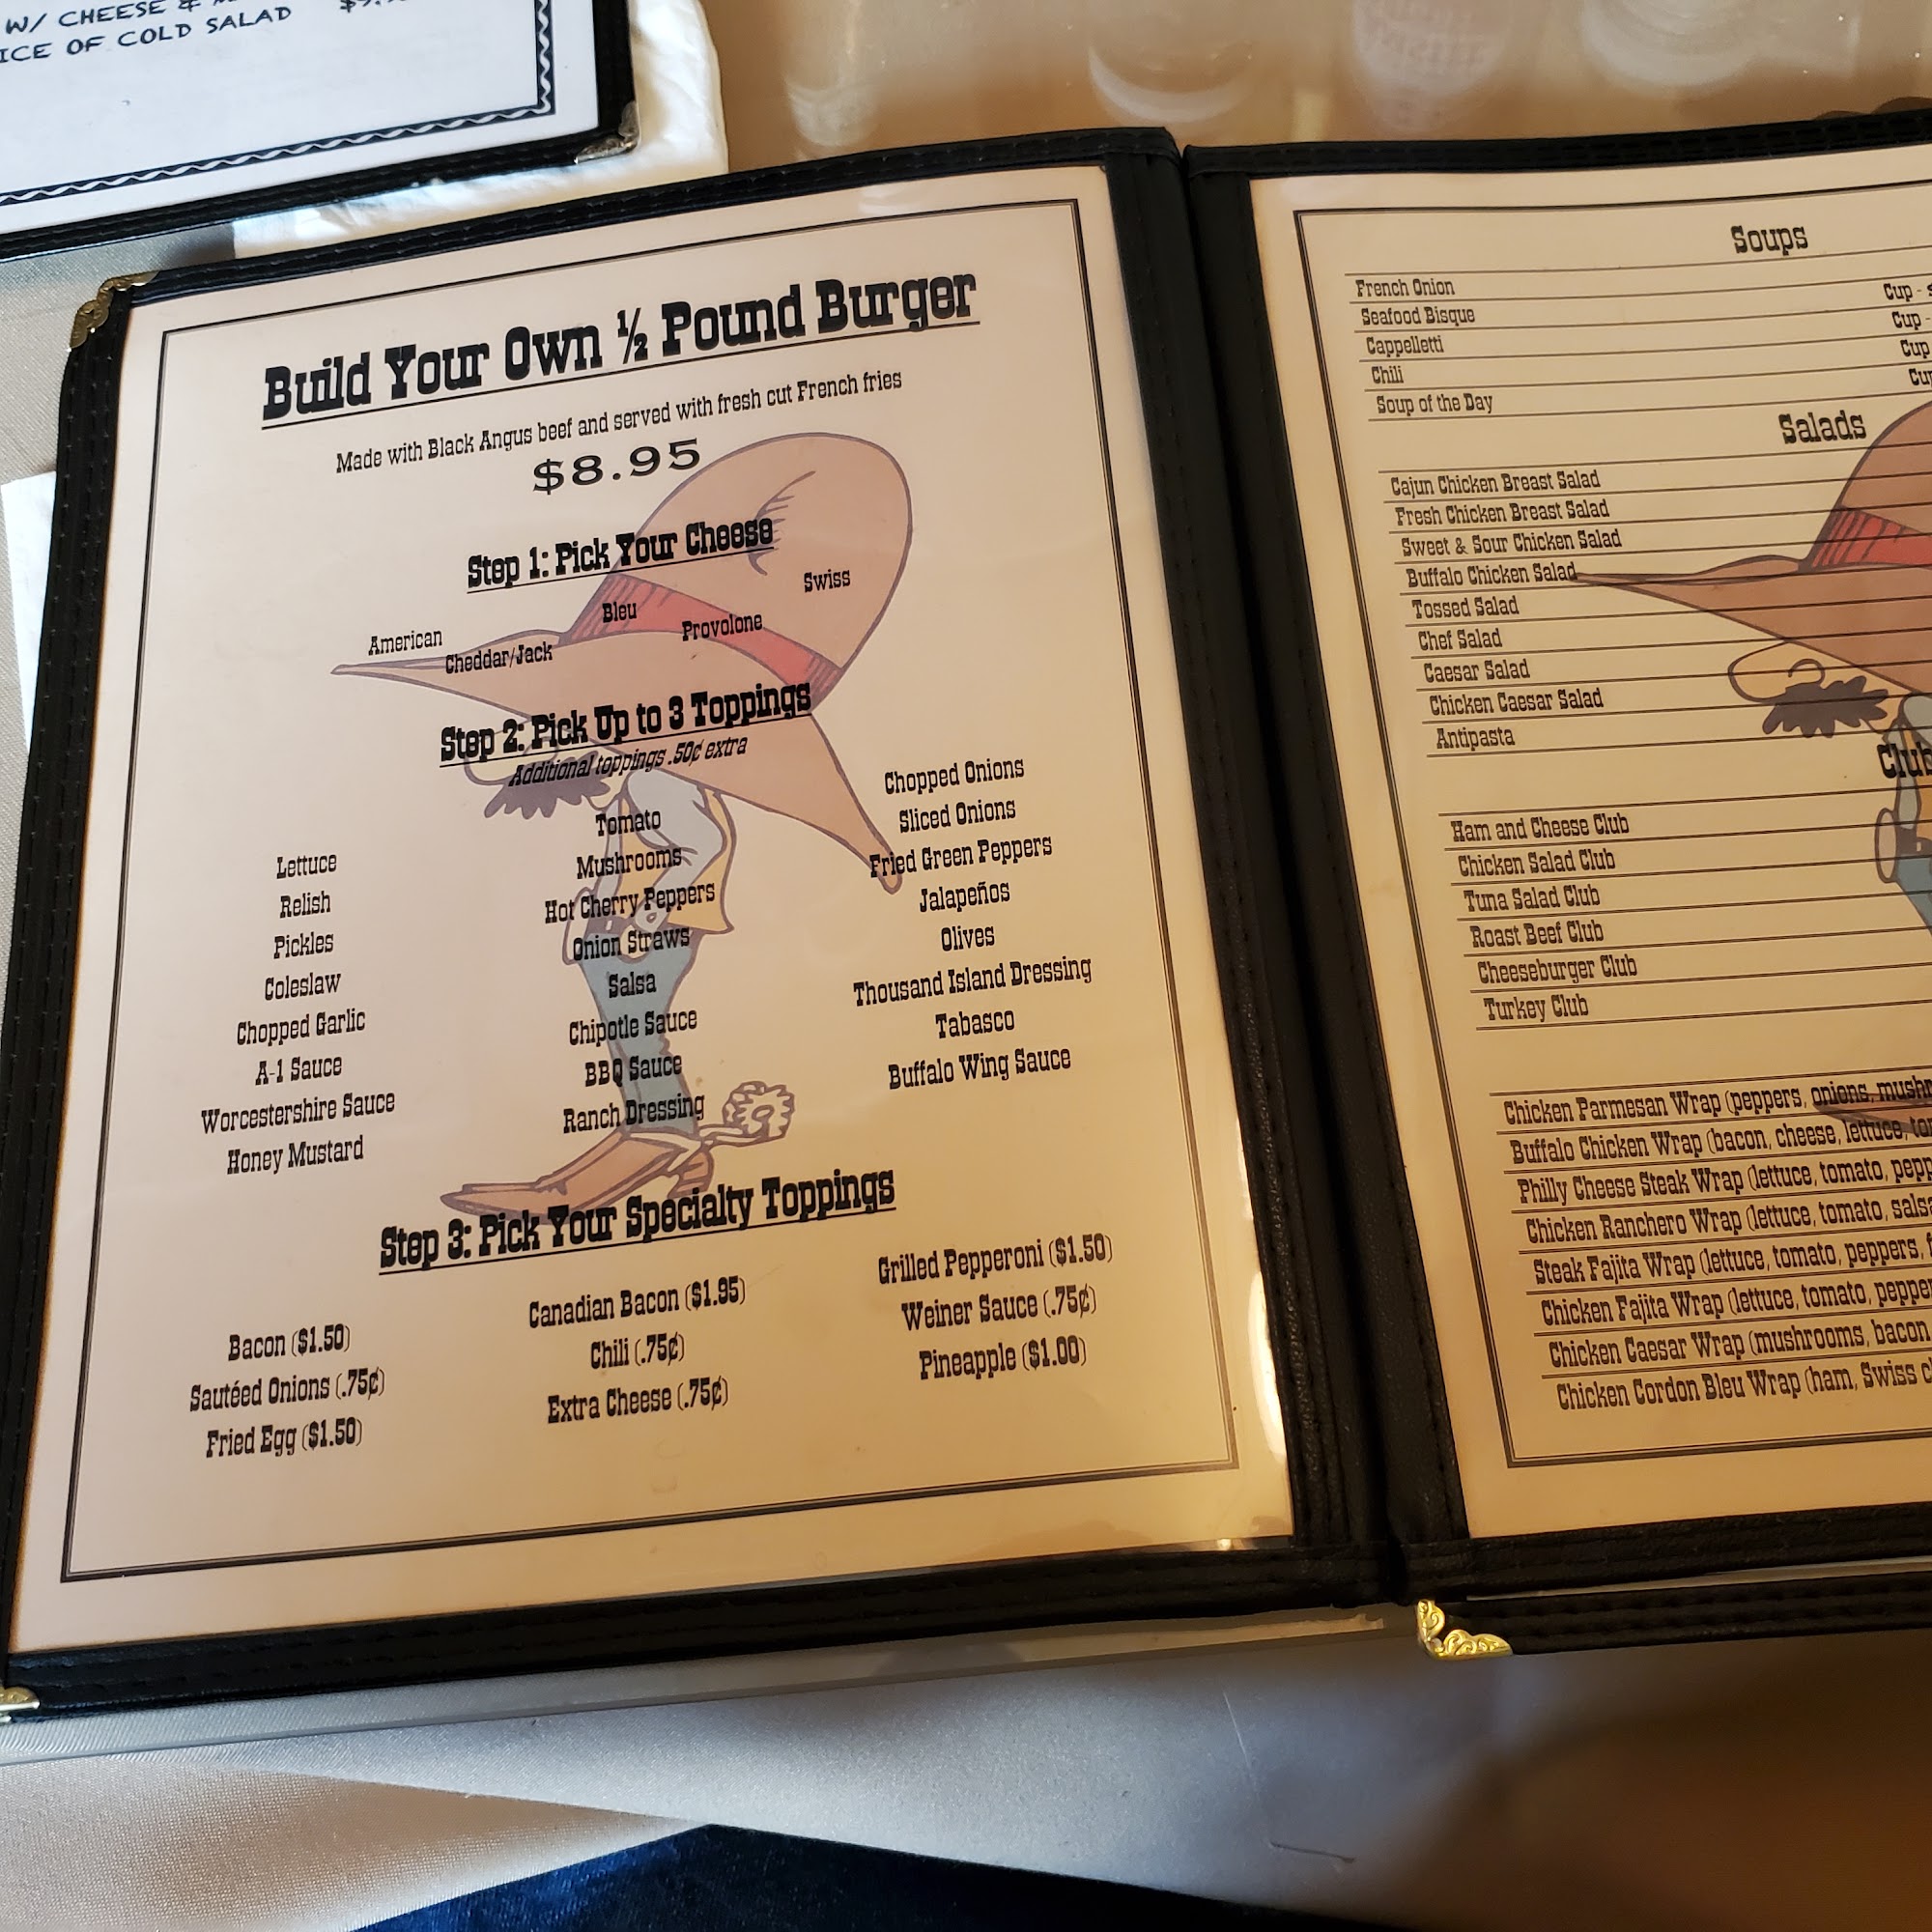 W/ CHEESE &
ICE OF COLD SALAD
Build Your Own ½ Pound Burger
Made with Black Angus beef and served with fresh cut French fries
$8.95
Step 1: Pick Your Cheese
American
Cheddar/Jack
Bleu
Provolone
Swiss
Step 2: Pick Up to 3 Toppings
Additional toppings .50¢ extra
Lettuce
Relish
Pickles
Coleslaw
Chopped Garlic
A-1 Sauce
Worcestershire Sauce
Honey Mustard
Tomato
Mushrooms
Hot Cherry Peppers
Onion Straws
Salsa
Chipotle Sauce
BBQ Sauce
Ranch Dressing
Chopped Onions
Sliced Onions
Fried Green Peppers
Jalapeños
Olives
Thousand Island Dressing
Tabasco
Buffalo Wing Sauce
Step 3: Pick Your Specialty Toppings
Bacon ($1.50)
Sautéed Onions (.75¢)
Fried Egg ($1.50)
Canadian Bacon ($1.95)
Chili (.75¢)
Extra Cheese (.75¢)
Grilled Pepperoni ($1.50)
Weiner Sauce (.75¢)
Pineapple ($1.00)
Soups
French Onion Cup -
Seafood Bisque Cup -
Cappelletti Cup
Chili Cup
Soup of the Day
Salads
Cajun Chicken Breast Salad
Fresh Chicken Breast Salad
Sweet & Sour Chicken Salad
Buffalo Chicken Salad
Tossed Salad
Chef Salad
Caesar Salad
Chicken Caesar Salad
Antipasta
Club
Ham and Cheese Club
Chicken Salad Club
Tuna Salad Club
Roast Beef Club
Cheeseburger Club
Turkey Club
Chicken Parmesan Wrap (peppers, onions, mushr
Buffalo Chicken Wrap (bacon, cheese, lettuce, tom
Philly Cheese Steak Wrap (lettuce, tomato, pepp
Chicken Ranchero Wrap (lettuce, tomato, salsa
Steak Fajita Wrap (lettuce, tomato, peppers,
Chicken Fajita Wrap (lettuce, tomato, pepper
Chicken Caesar Wrap (mushrooms, bacon
Chicken Cordon Bleu Wrap (ham, Swiss c